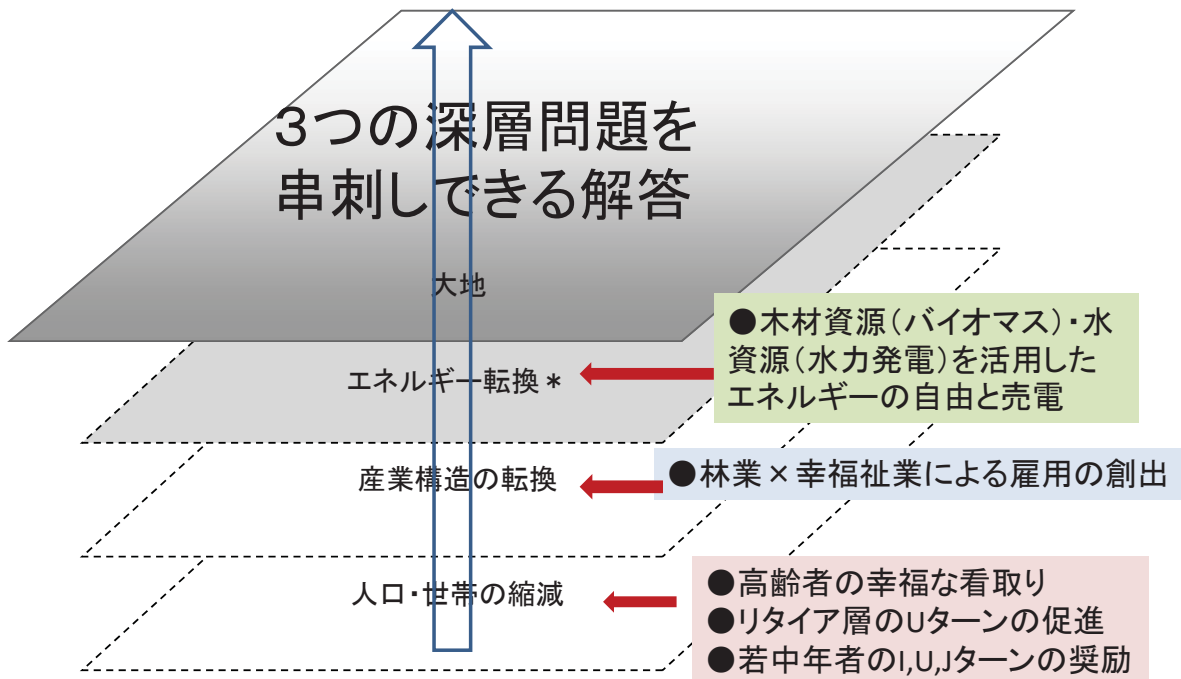 ３つの深層問題を
串刺しできる解答
大地
エネルギー転換＊
●木材資源（バイオマス）・水
資源（水力発電）を活用した
エネルギーの自由と売電
産業構造の転換
●林業×幸福祉業による雇用の創出
人口・世帯の縮減
●高齢者の幸福な看取り
●リタイア層のUターンの促進
●若中年者のI,U,Jターンの奨励